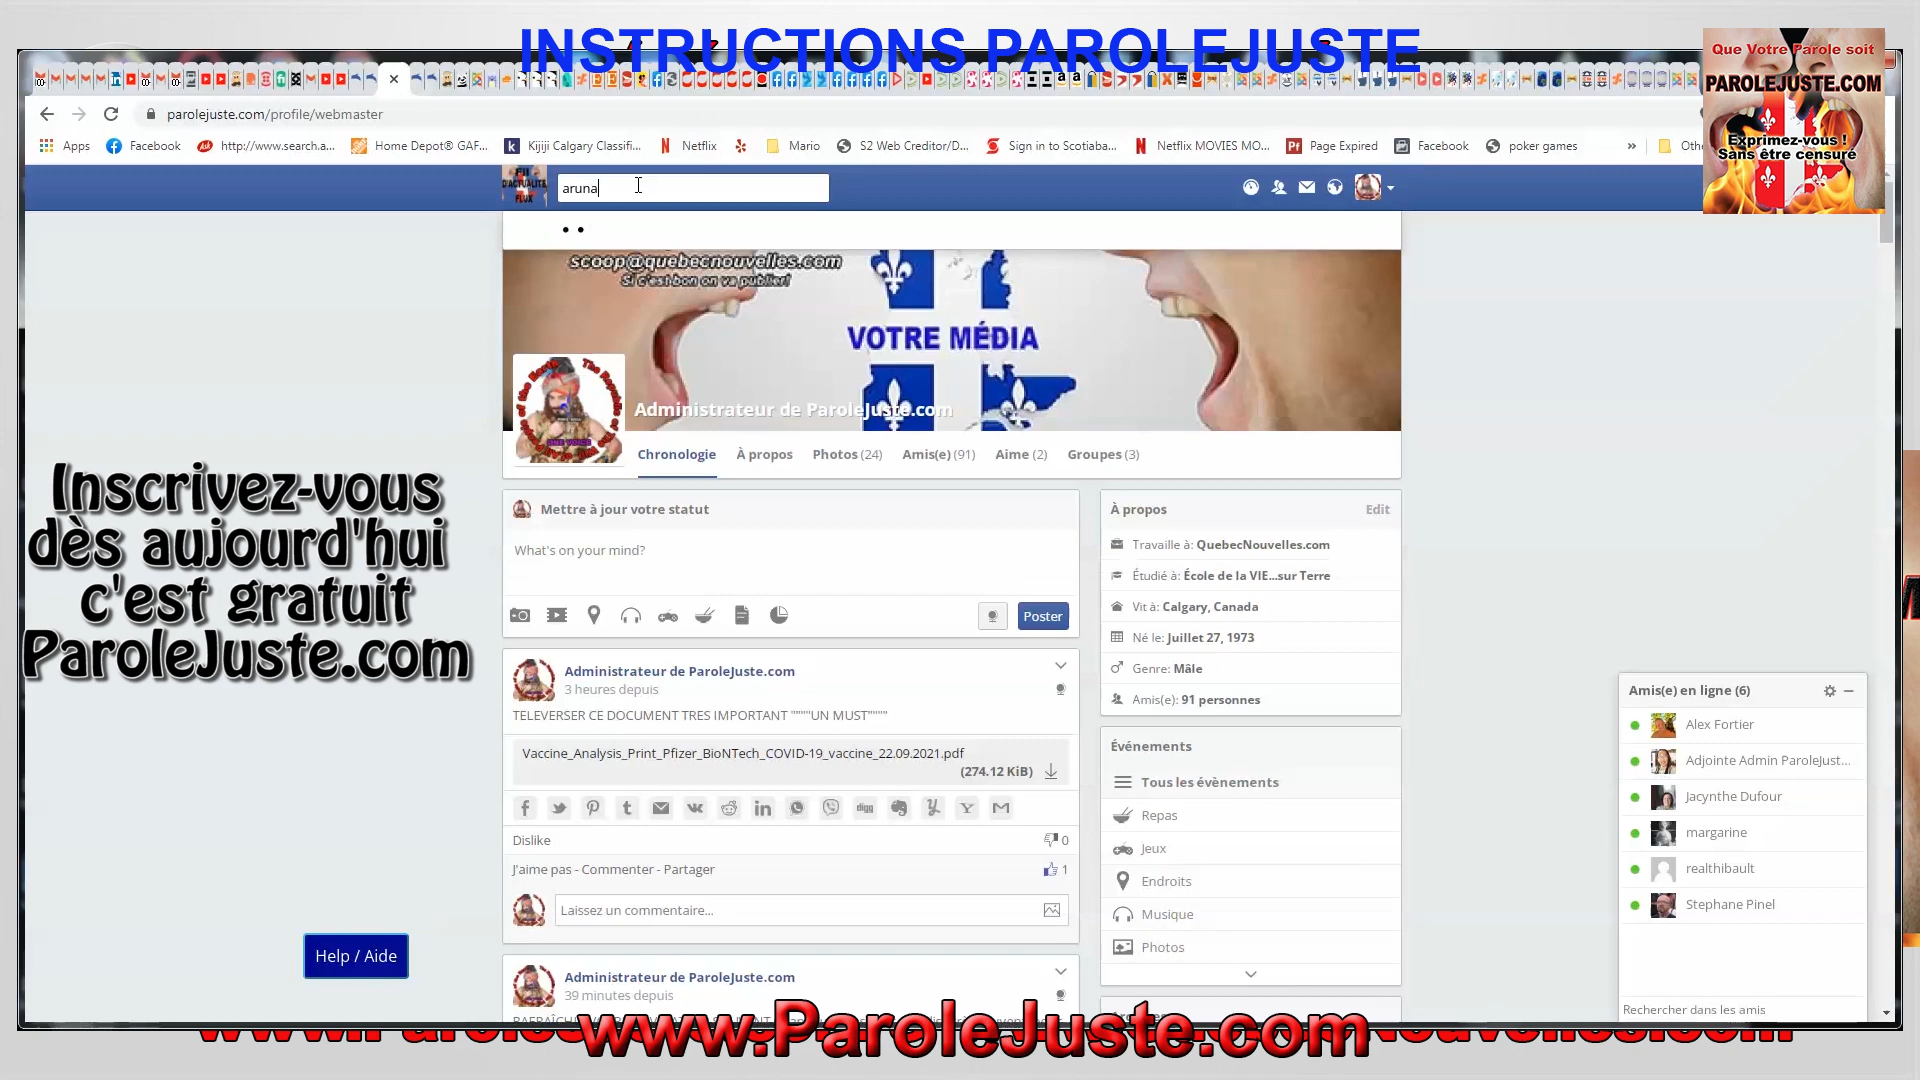 INSTRUCTIONS PAROLEJUSTE
Que Votre Parole soit
PAROLEJUSTE.COM
Exprimez-vous !
Sans être censuré
parolejuste.com/profile/webmaster
Apps
Facebook
http://www.search.a...
Home Depot® GAF...
Kijiji Calgary Classifi...
Netflix
Mario
S2 Web Creditor/D...
Sign in to Scotiaba...
Netflix MOVIES MO...
Page Expired
Facebook
poker games
»
D'ACTUALITÉ
FLUX
aruna
scoop@quebecnouvelles.com
Si c'est bon on va publier!
VOTRE MÉDIA
Administrateur de ParoleJuste.com
Chronologie
À propos
Photos (24)
Amis(e) (91)
Aime (2)
Groupes (3)
Inscrivez-vous
dès aujourd'hui
c'est gratuit
ParoleJuste.com
Help / Aide
Mettre à jour votre statut
What's on your mind?
Poster
Administrateur de ParoleJuste.com
3 heures depuis
TELEVERSER CE DOCUMENT TRES IMPORTANT """"UN MUST""""
Vaccine_Analysis_Print_Pfizer_BioNTech_COVID-19_vaccine_22.09.2021.pdf
(274.12 KiB)
Dislike
0
J'aime pas - Commenter - Partager
1
Laissez un commentaire...
Administrateur de ParoleJuste.com
39 minutes depuis
À propos
Edit
Travaille à: QuebecNouvelles.com
Étudié à: École de la VIE...sur Terre
Vit à: Calgary, Canada
Né le: Juillet 27, 1973
Genre: Mâle
Amis(e): 91 personnes
Événements
Tous les évènements
Repas
Jeux
Endroits
Musique
Photos
Amis(e) en ligne (6)
Alex Fortier
Adjointe Admin ParoleJust...
Jacynthe Dufour
margarine
realthibault
Stephane Pinel
Rechercher dans les amis
www.ParoleJuste.com